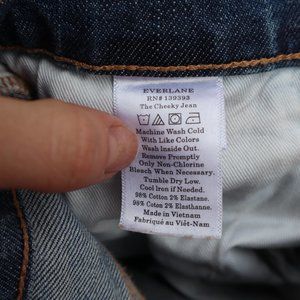 EVERLANE
RN# 139393
The Cheeky Jean
Machine Wash Cold
With Like Colors
Wash Inside Out.
Remove Promptly
Only Non-Chlorine
Bleach When Necessary.
Tumble Dry Low.
Cool Iron if Needed.
98% Cotton 2% Elastane.
98% Coton 2% Elasthanne.
Made in Vietnam
Fabriqué au Viêt-Nam